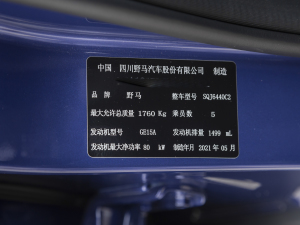 中国．四川野马汽车股份有限公司 制造
品 牌 野马 整车型号 SQJ6440C2
最大允许总质量 1760 Kg 乘员数 5
发动机型号 GE15A 发动机排量 1499 mL
发动机最大净功率 80 kW 制造年月 2021 年 05 月